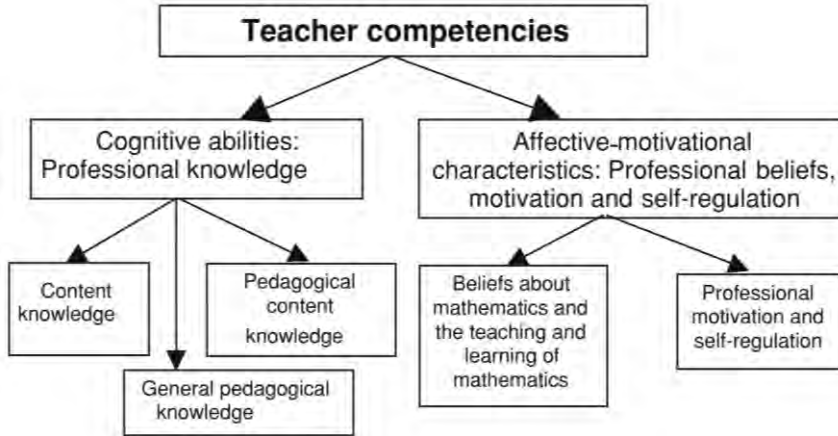 Teacher competencies
Cognitive abilities:
Professional knowledge
Affective-motivational
characteristics: Professional beliefs,
motivation and self-regulation
Content
knowledge
Pedagogical
content
knowledge
General pedagogical
knowledge
Beliefs about
mathematics and
the teaching and
learning of
mathematics
Professional
motivation and
self-regulation